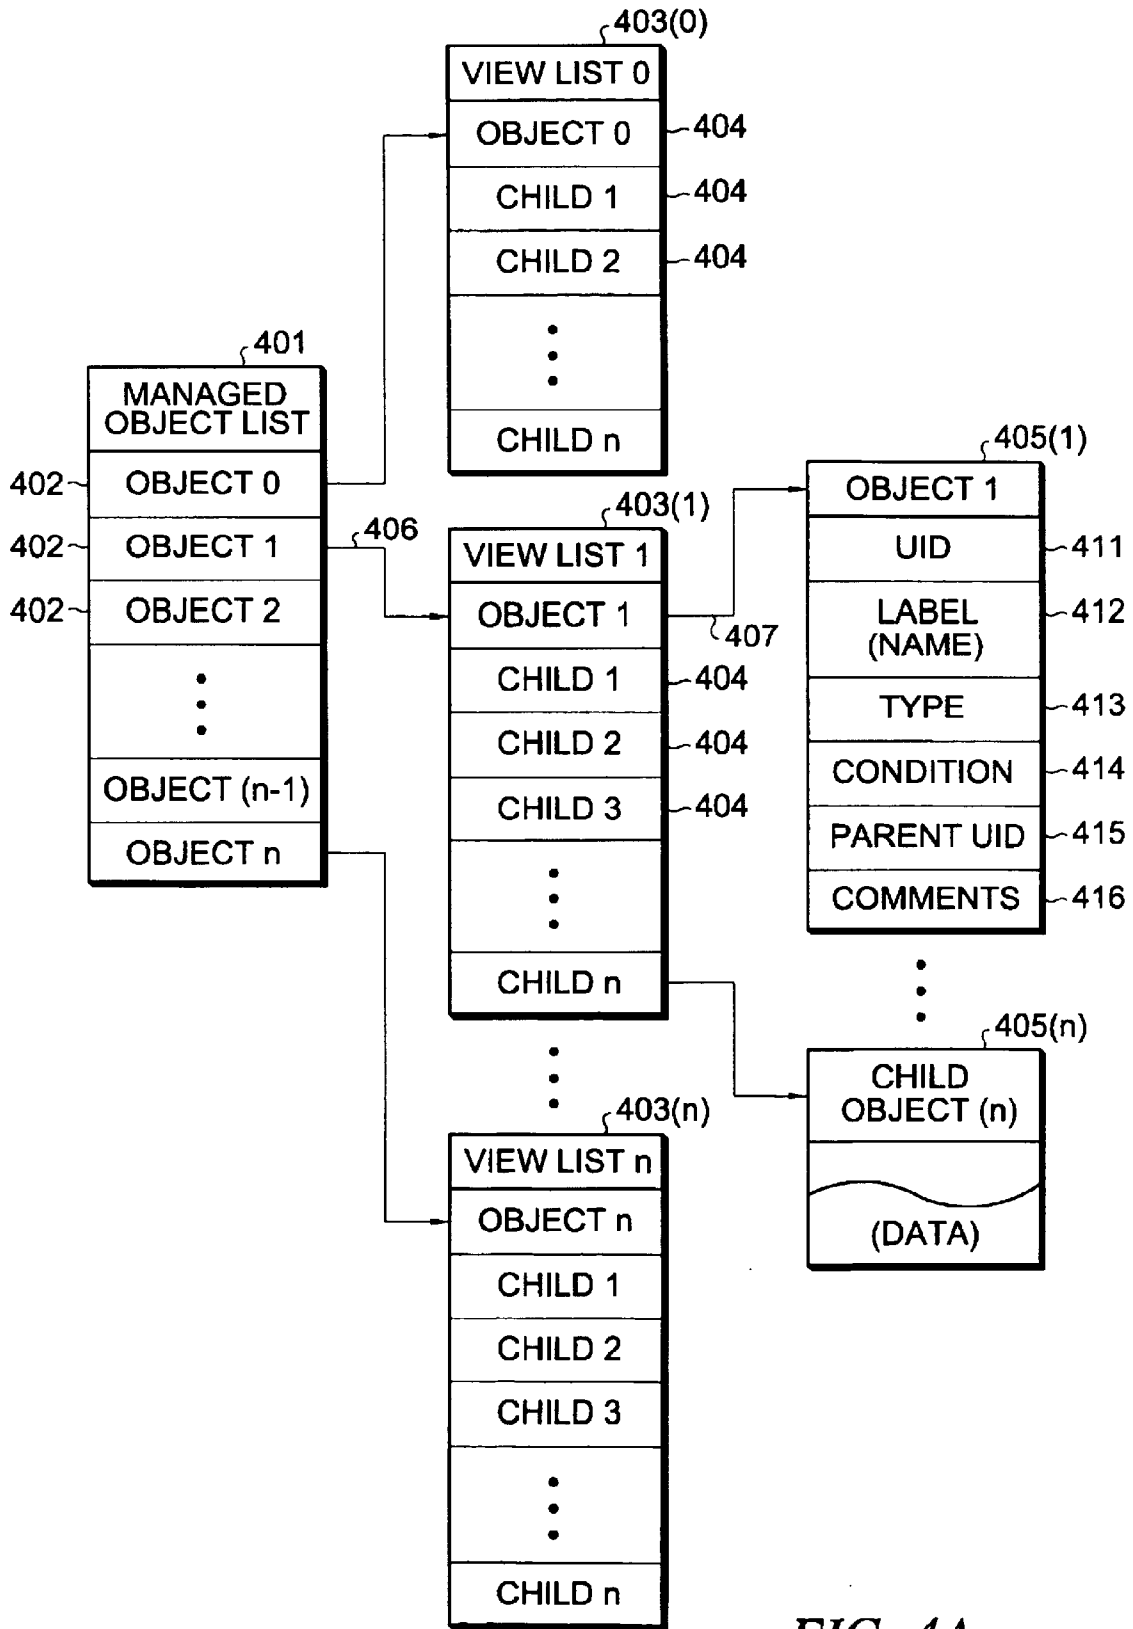 403(0)
VIEW LIST 0
OBJECT 0
404
CHILD 1
404
CHILD 2
404
CHILD n
401
MANAGED
OBJECT LIST
402
OBJECT 0
402
OBJECT 1
406
402
OBJECT 2
OBJECT (n-1)
OBJECT n
403(1)
VIEW LIST 1
OBJECT 1
407
CHILD 1
404
CHILD 2
404
CHILD 3
404
CHILD n
405(1)
OBJECT 1
UID
411
LABEL
(NAME)
412
TYPE
413
CONDITION
414
PARENT UID
415
COMMENTS
416
405(n)
CHILD
OBJECT (n)
(DATA)
403(n)
VIEW LIST n
OBJECT n
CHILD 1
CHILD 2
CHILD 3
CHILD n
FIG. 4A